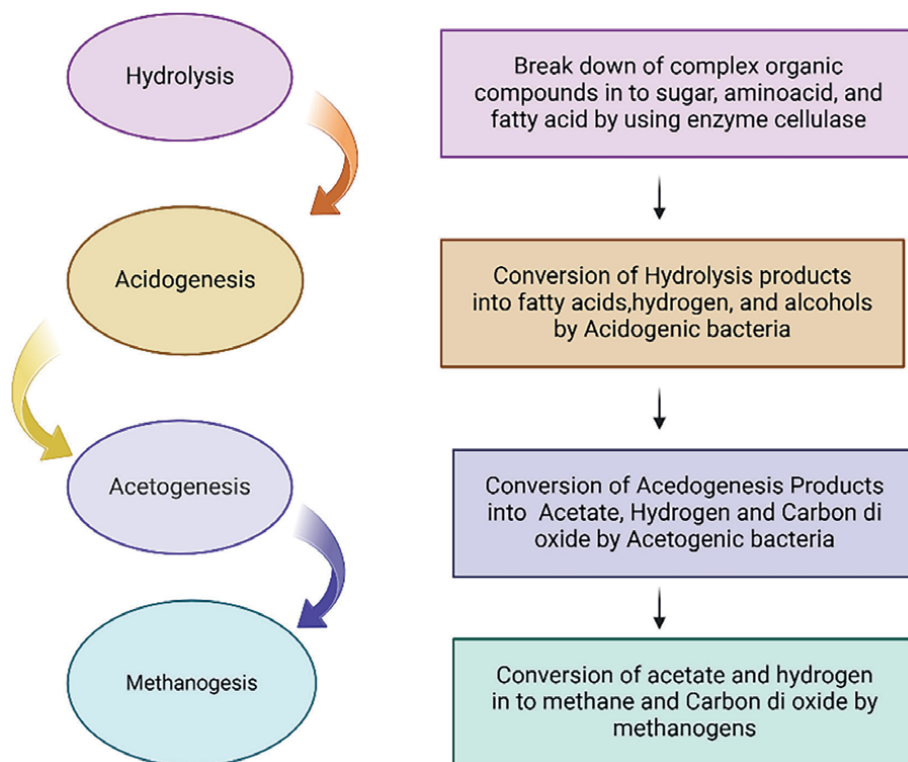 Hydrolysis
Break down of complex organic
compounds in to sugar, aminoacid, and
fatty acid by using enzyme cellulase
Acidogenesis
Conversion of Hydrolysis products
into fatty acids,hydrogen, and alcohols
by Acidogenic bacteria
Acetogenesis
Conversion of Acedogenesis Products
into Acetate, Hydrogen and Carbon di
oxide by Acetogenic bacteria
Methanogesis
Conversion of acetate and hydrogen
in to methane and Carbon di oxide by
methanogens